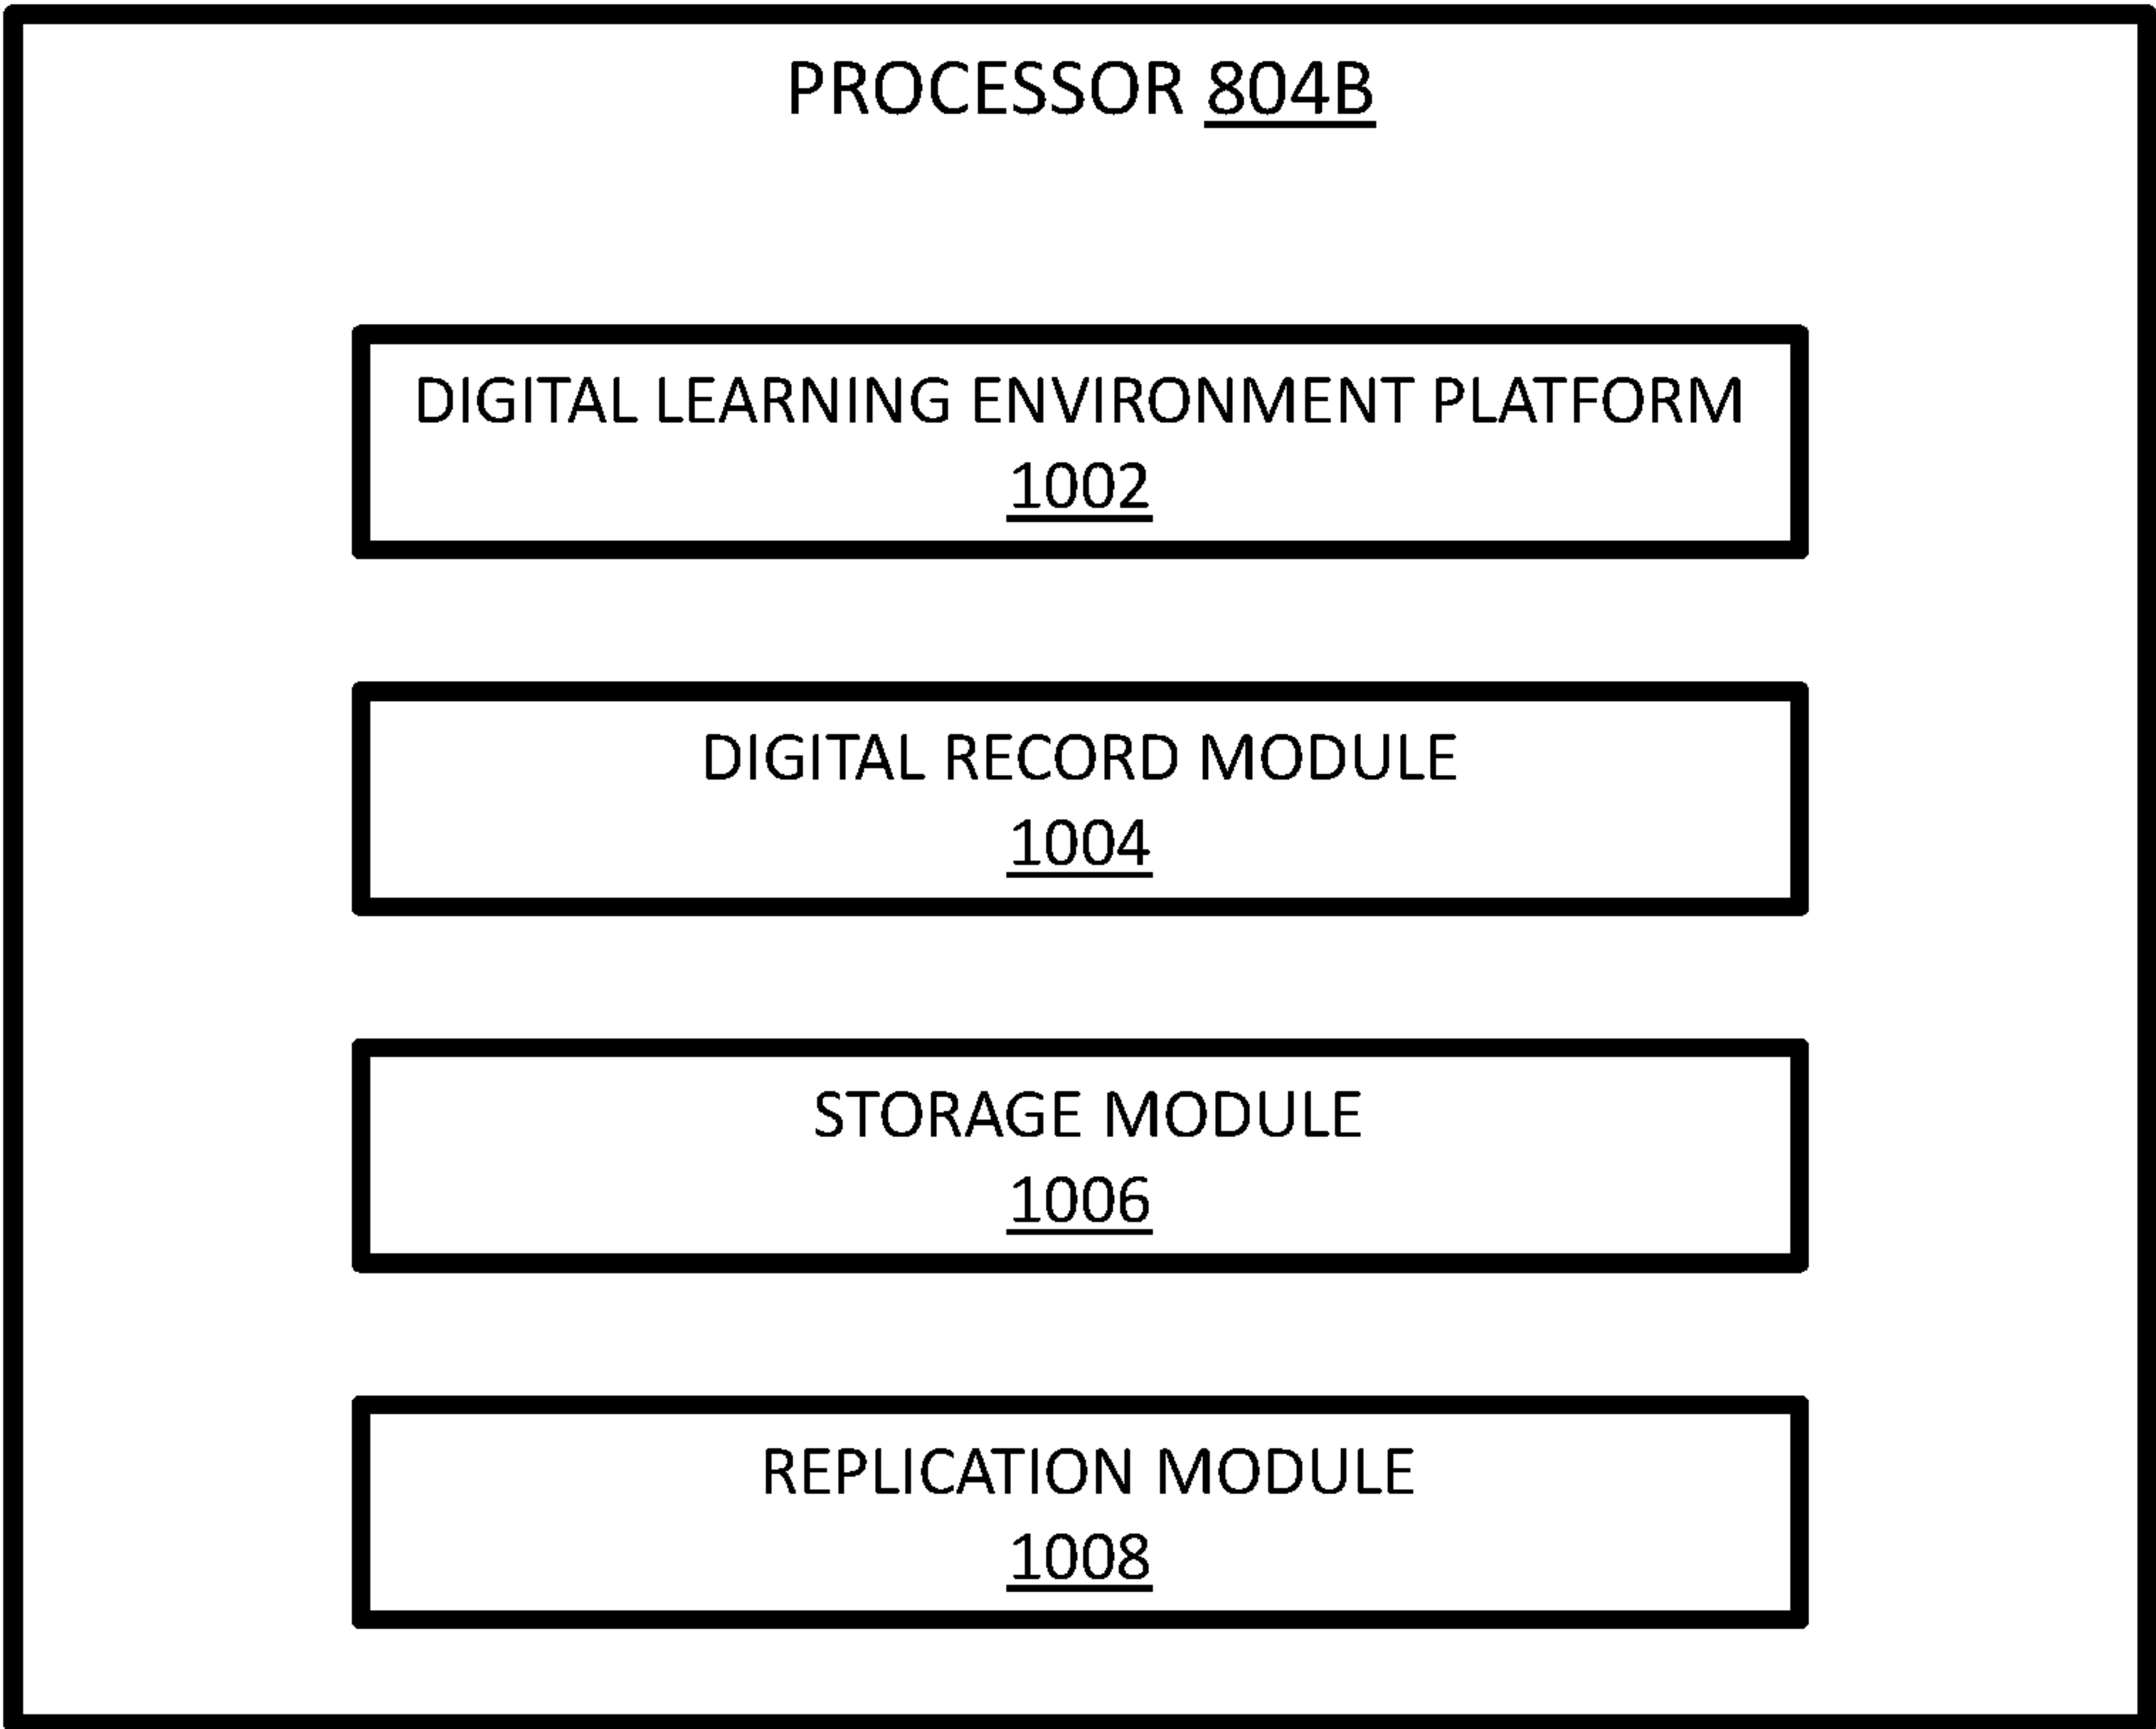 PROCESSOR 804B
DIGITAL LEARNING ENVIRONMENT PLATFORM
1002
DIGITAL RECORD MODULE
1004
STORAGE MODULE
1006
REPLICATION MODULE
1008